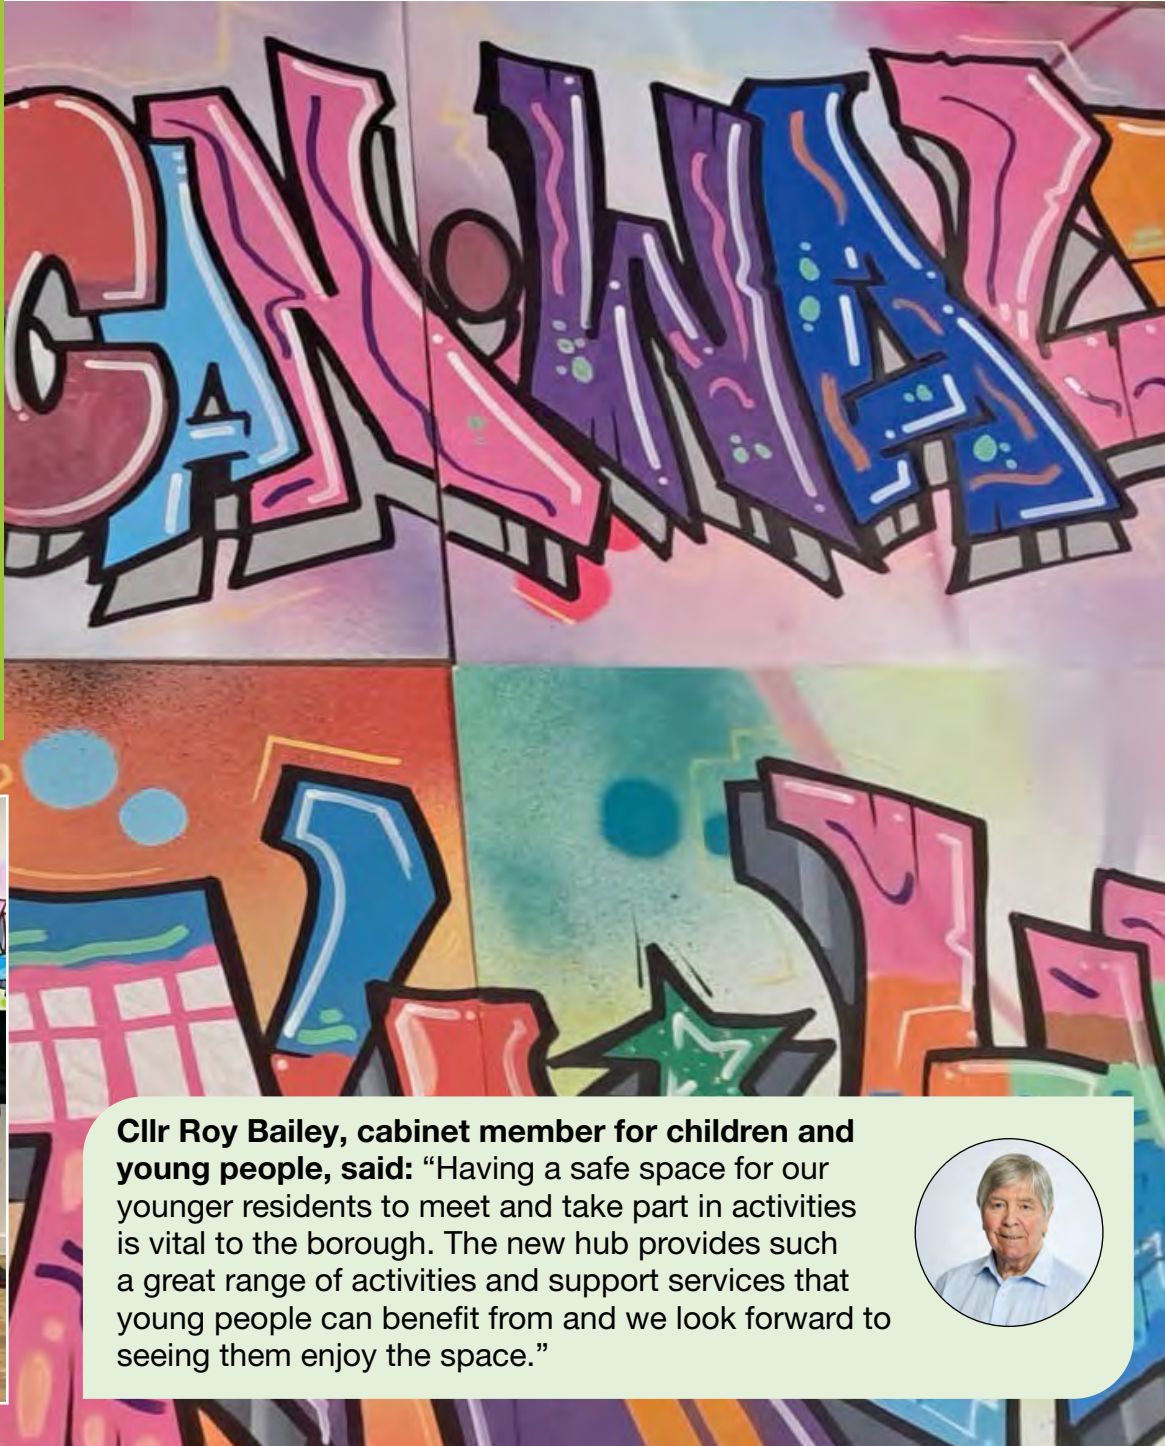 CANWAL
Cllr Roy Bailey, cabinet member for children and
young people, said: “Having a safe space for our
younger residents to meet and take part in activities
is vital to the borough. The new hub provides such
a great range of activities and support services that
young people can benefit from and we look forward to
seeing them enjoy the space.”